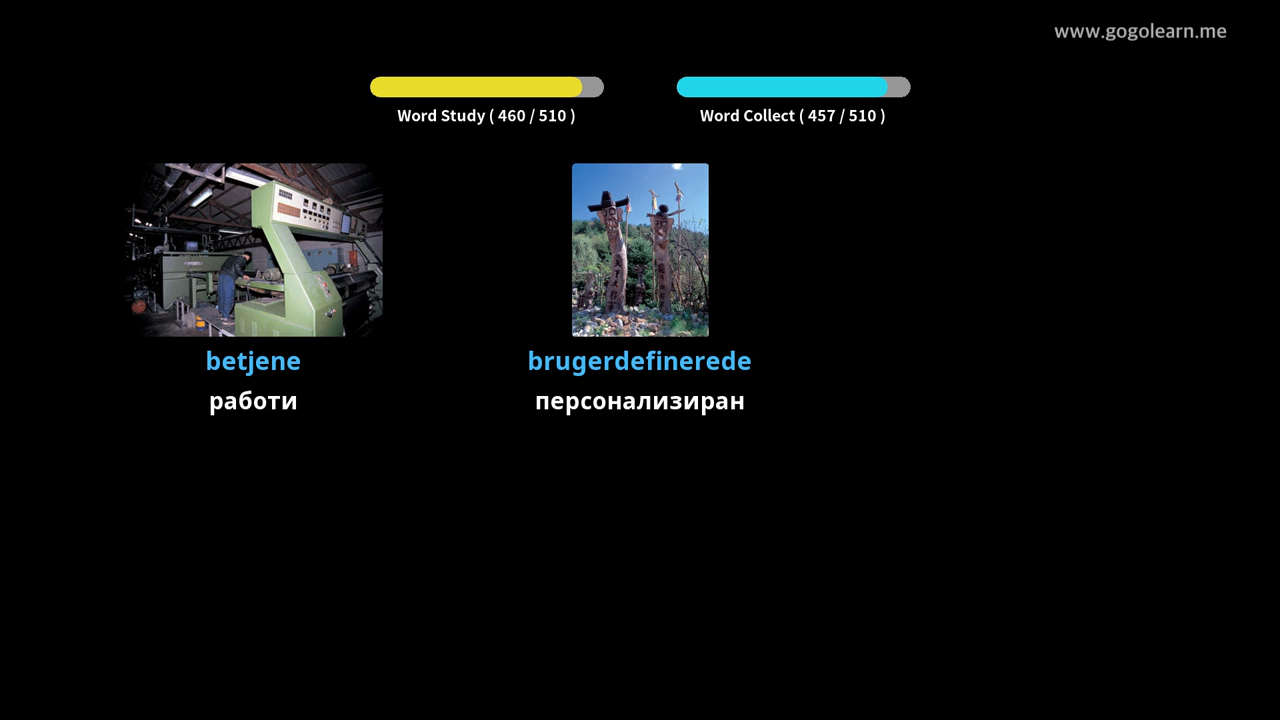 www.gogolearn.me
Word Study ( 460 / 510 )
Word Collect ( 457 / 510 )
betjene
работи
brugerdefinerede
персонализиран